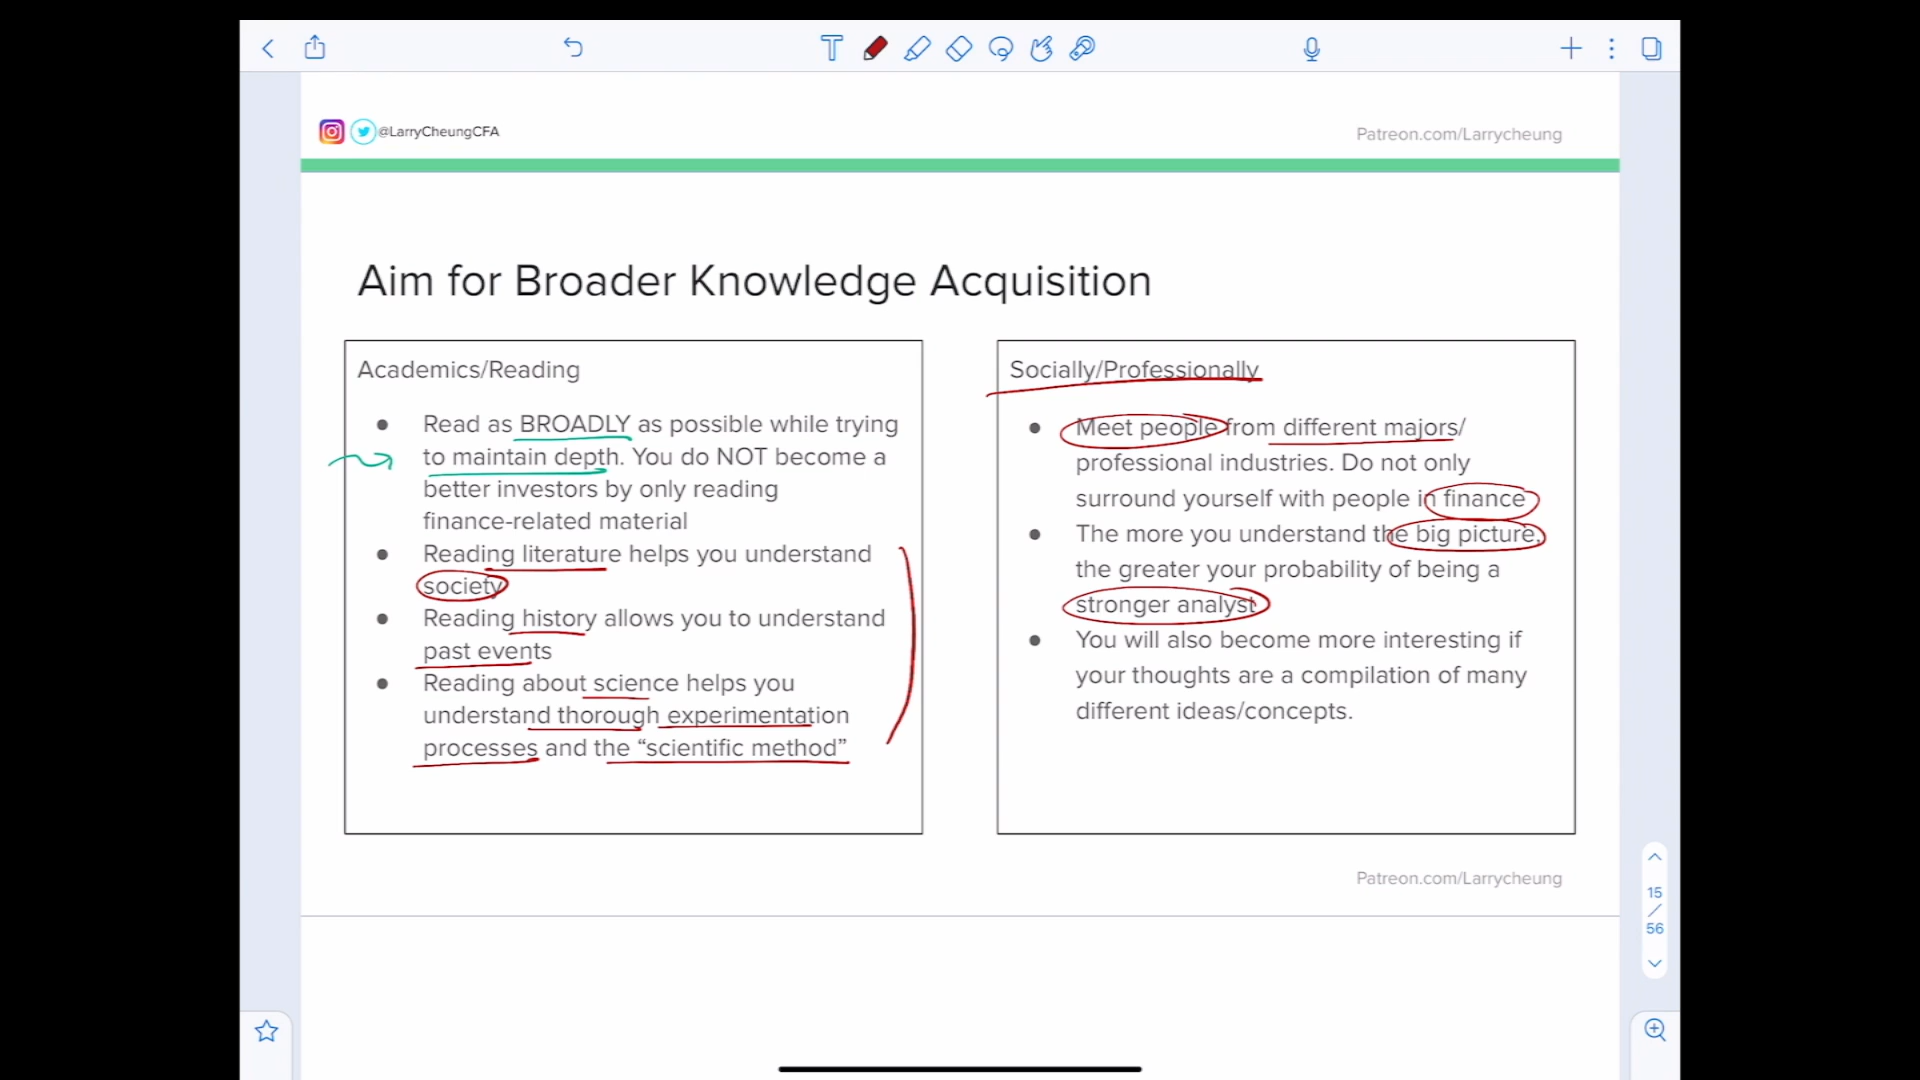 @LarryCheungCFA
Patreon.com/Larrycheung
Aim for Broader Knowledge Acquisition
Academics/Reading
● Read as BROADLY as possible while trying
to maintain depth. You do NOT become a
better investors by only reading
finance-related material
● Reading literature helps you understand
society
● Reading history allows you to understand
past events
● Reading about science helps you
understand thorough experimentation
processes and the “scientific method”
Socially/Professionally
● Meet people from different majors/
professional industries. Do not only
surround yourself with people in finance
● The more you understand the big picture,
the greater your probability of being a
stronger analyst
● You will also become more interesting if
your thoughts are a compilation of many
different ideas/concepts.
Patreon.com/Larrycheung
15
/
56